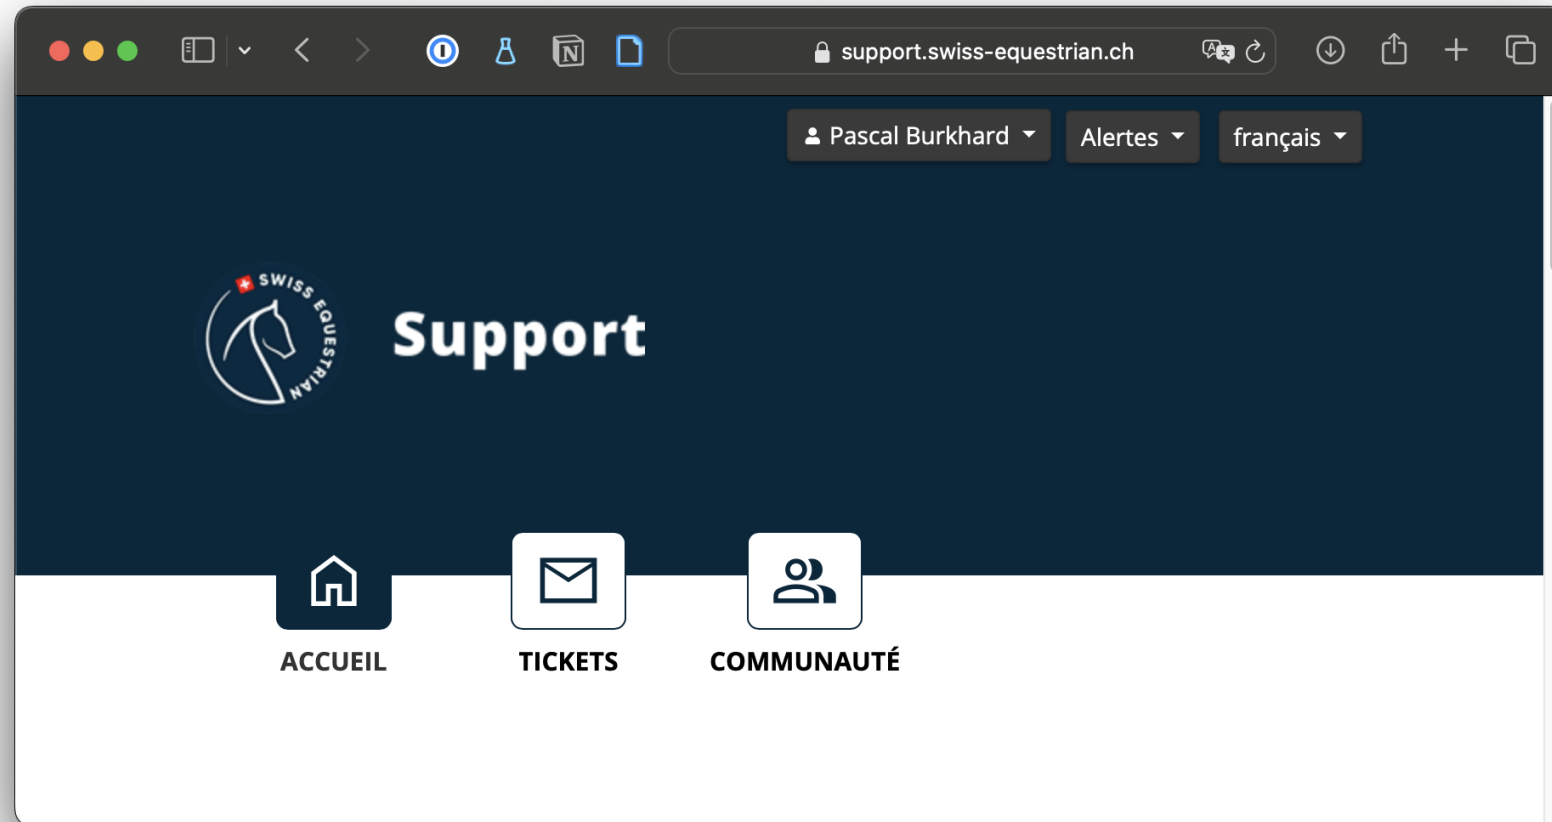 support.swiss-equestrian.ch
Pascal Burkhard
Alertes
français
SWISS EQUESTRIAN
Support
ACCUEIL
TICKETS
COMMUNAUTÉ